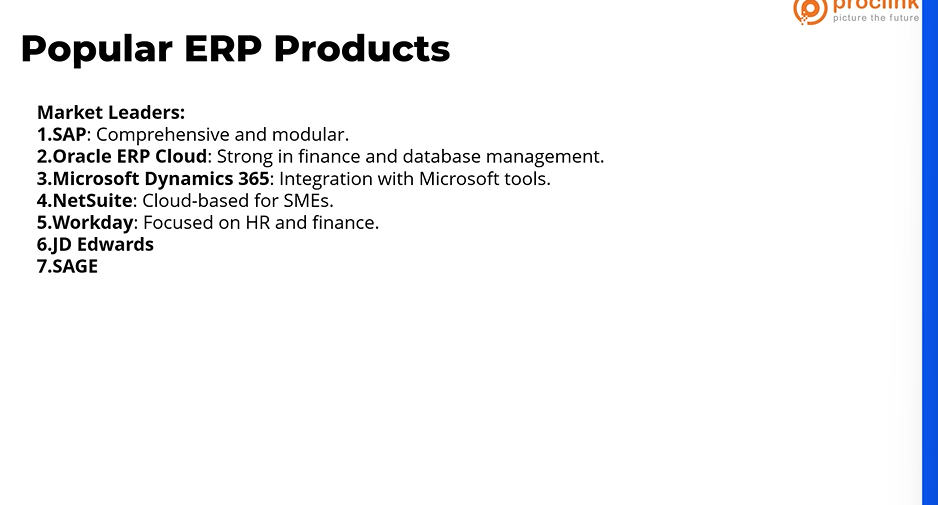 proclink
picture the future
Popular ERP Products
Market Leaders:
1.SAP: Comprehensive and modular.
2.Oracle ERP Cloud: Strong in finance and database management.
3.Microsoft Dynamics 365: Integration with Microsoft tools.
4.NetSuite: Cloud-based for SMEs.
5.Workday: Focused on HR and finance.
6.JD Edwards
7.SAGE